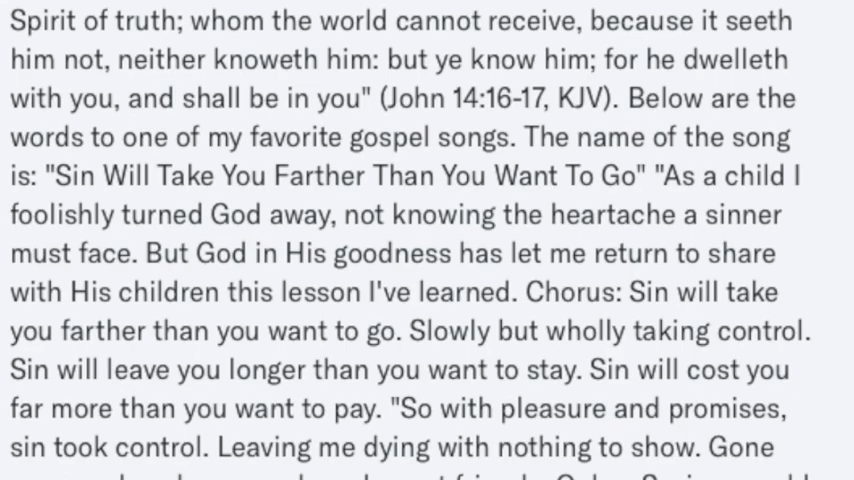 Spirit of truth; whom the world cannot receive, because it seeth
him not, neither knoweth him: but ye know him; for he dwelleth
with you, and shall be in you" (John 14:16-17, KJV). Below are the
words to one of my favorite gospel songs. The name of the song
is: "Sin Will Take You Farther Than You Want To Go" "As a child I
foolishly turned God away, not knowing the heartache a sinner
must face. But God in His goodness has let me return to share
with His children this lesson I've learned. Chorus: Sin will take
you farther than you want to go. Slowly but wholly taking control.
Sin will leave you longer than you want to stay. Sin will cost you
far more than you want to pay. "So with pleasure and promises,
sin took control. Leaving me dying with nothing to show. Gone